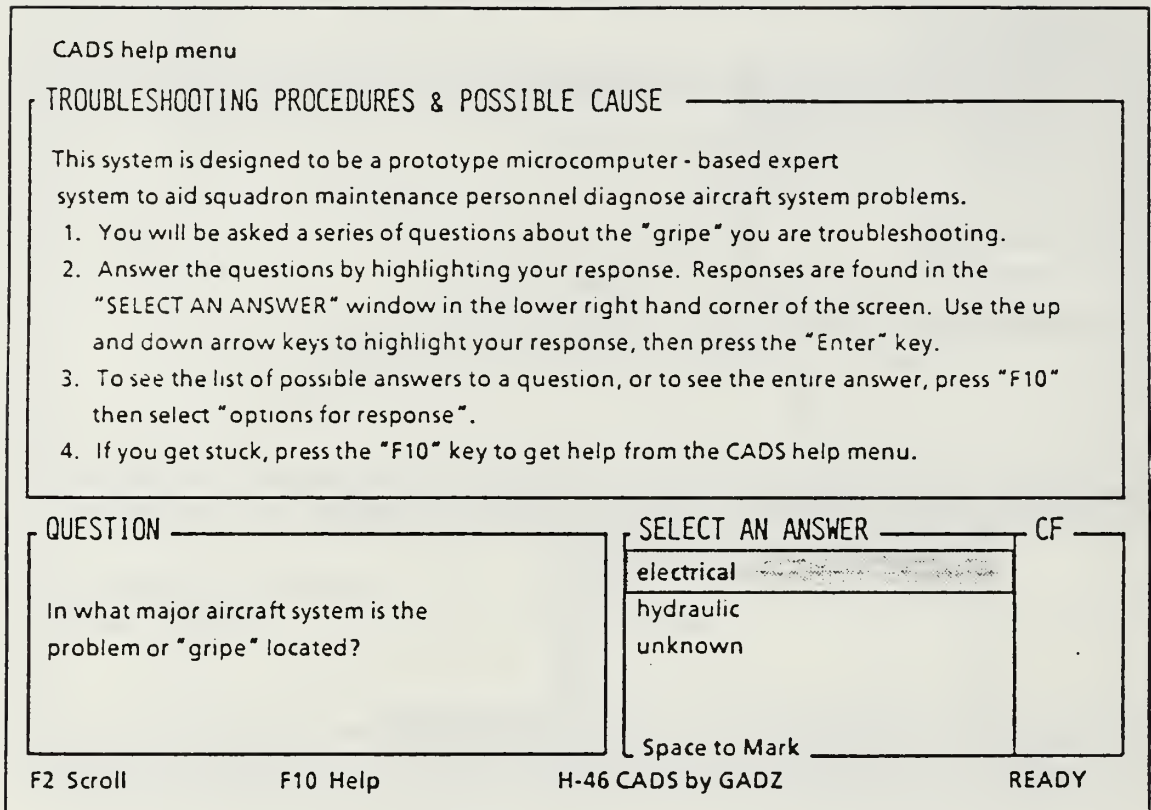 CADS help menu
TROUBLESHOOTING PROCEDURES & POSSIBLE CAUSE
This system is designed to be a prototype microcomputer - based expert
system to aid squadron maintenance personnel diagnose aircraft system problems.
1. You will be asked a series of questions about the "gripe" you are troubleshooting.
2. Answer the questions by highlighting your response. Responses are found in the
"SELECT AN ANSWER" window in the lower right hand corner of the screen. Use the up
and down arrow keys to highlight your response, then press the "Enter" key.
3. To see the list of possible answers to a question, or to see the entire answer, press "F10"
then select "options for response".
4. If you get stuck, press the "F10" key to get help from the CADS help menu.
QUESTION
In what major aircraft system is the
problem or "gripe" located?
SELECT AN ANSWER
CF
electrical
hydraulic
unknown
Space to Mark
F2 Scroll F10 Help H-46 CADS by GADZ READY